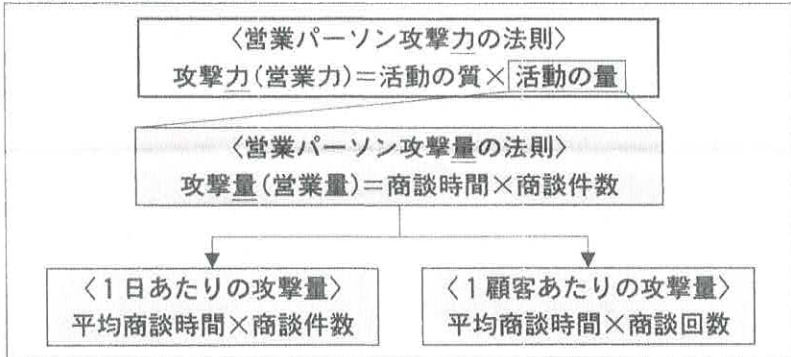 〈営業パーソン攻撃力の法則〉
攻撃力(営業力)=活動の質×活動の量
〈営業パーソン攻撃量の法則〉
攻撃量(営業量)=商談時間×商談件数
〈1日あたりの攻撃量〉
平均商談時間×商談件数
〈1顧客あたりの攻撃量〉
平均商談時間×商談回数